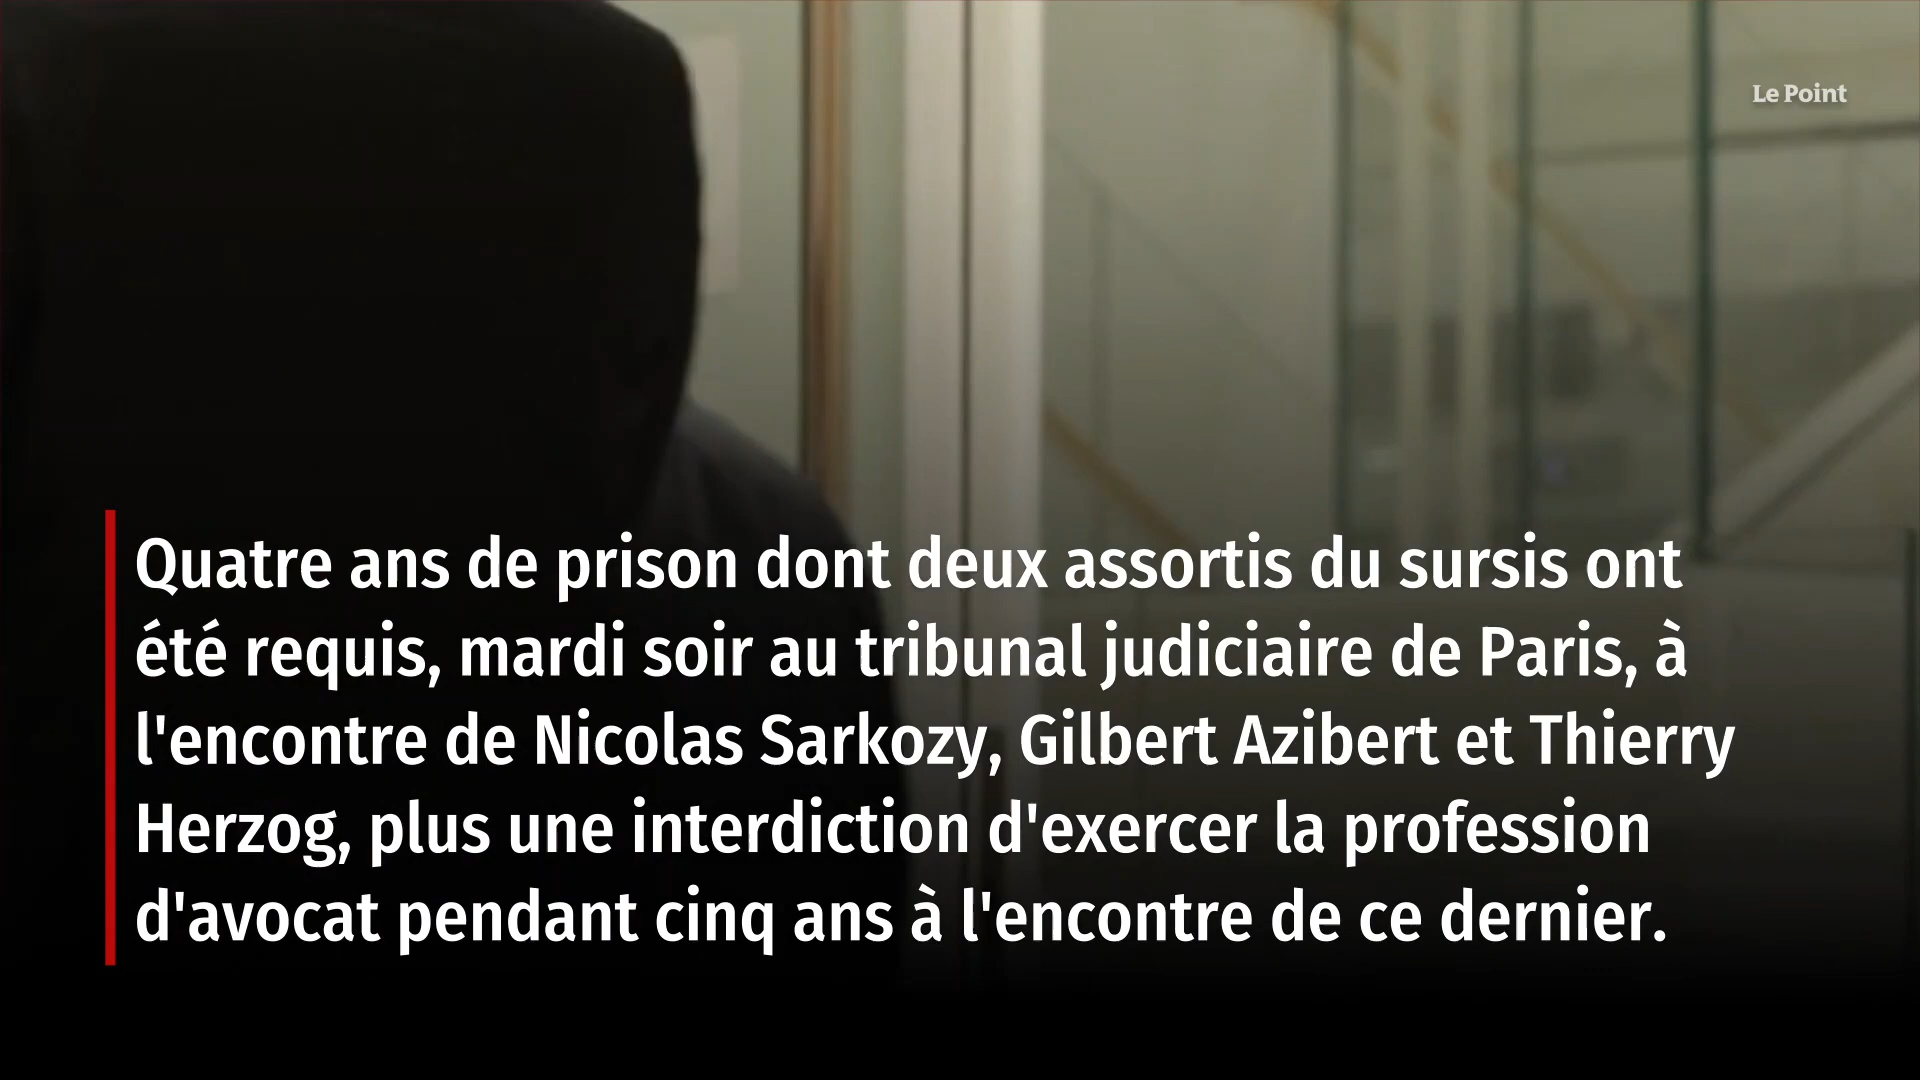 Le Point
Quatre ans de prison dont deux assortis du sursis ont
été requis, mardi soir au tribunal judiciaire de Paris, à
l'encontre de Nicolas Sarkozy, Gilbert Azibert et Thierry
Herzog, plus une interdiction d'exercer la profession
d'avocat pendant cinq ans à l'encontre de ce dernier.